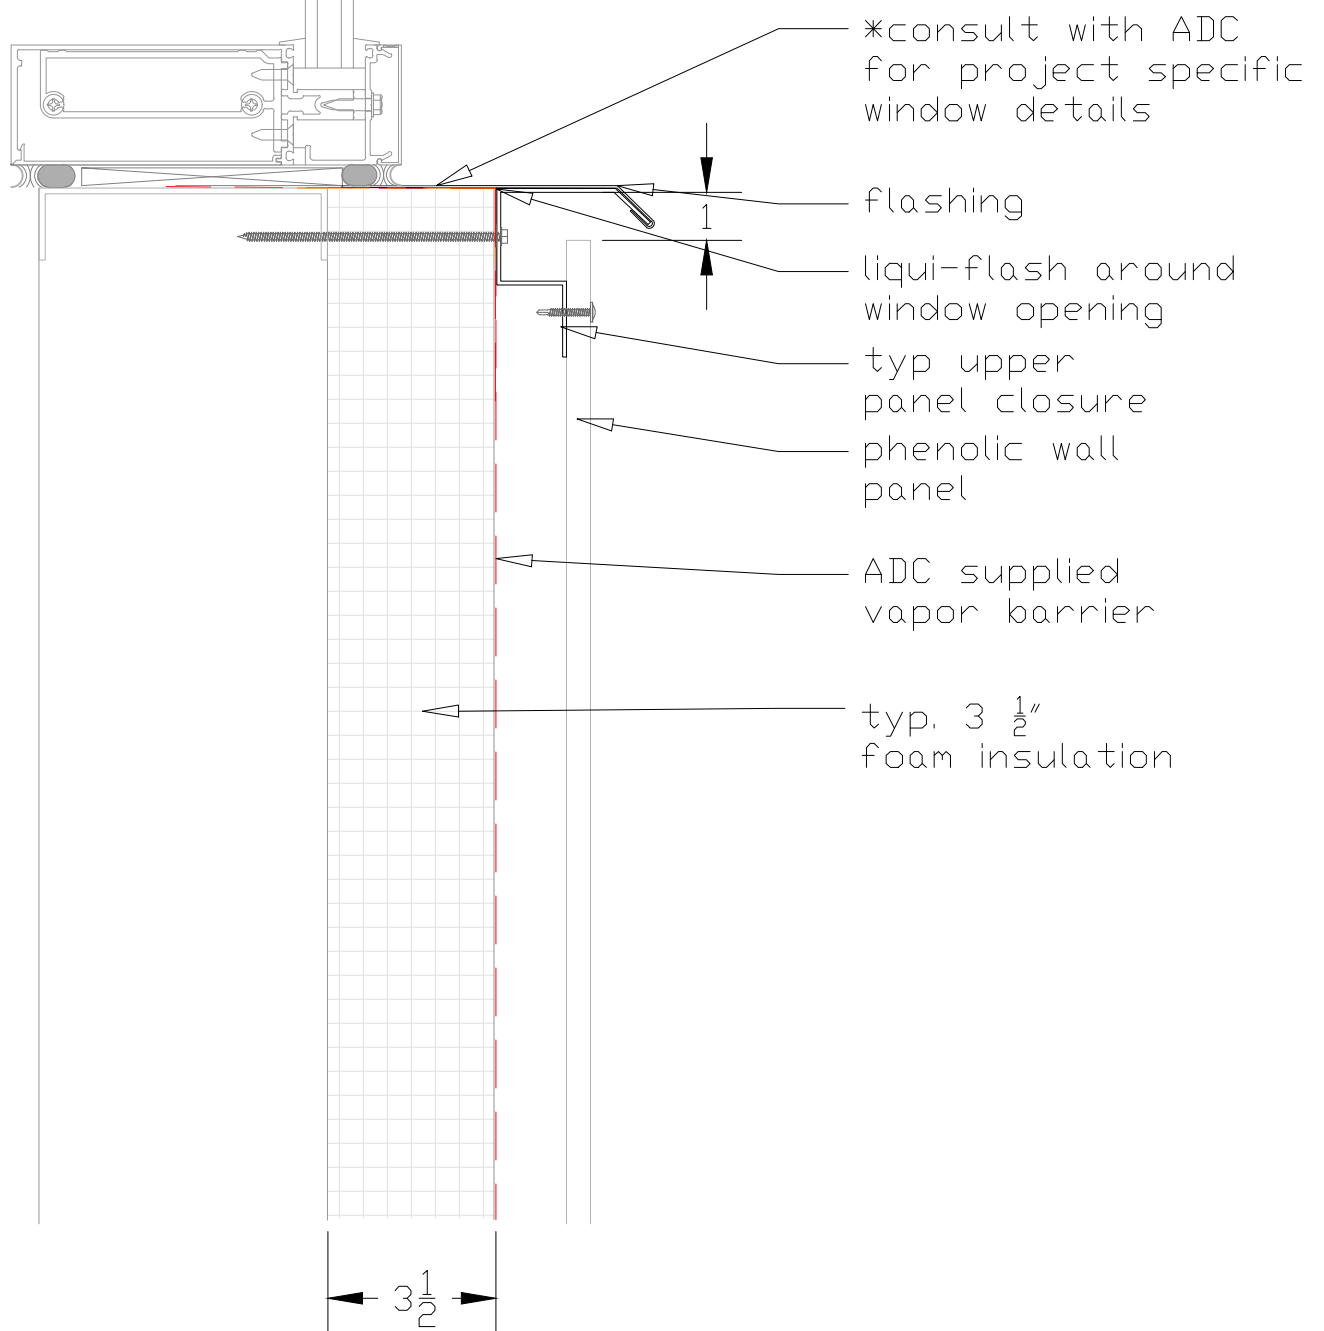 *consult with ADC
for project specific
window details
flashing
1
liqui-flash around
window opening
typ upper
panel closure
phenolic wall
panel
ADC supplied
vapor barrier
typ. 3 1/2"
foam insulation
3 1/2